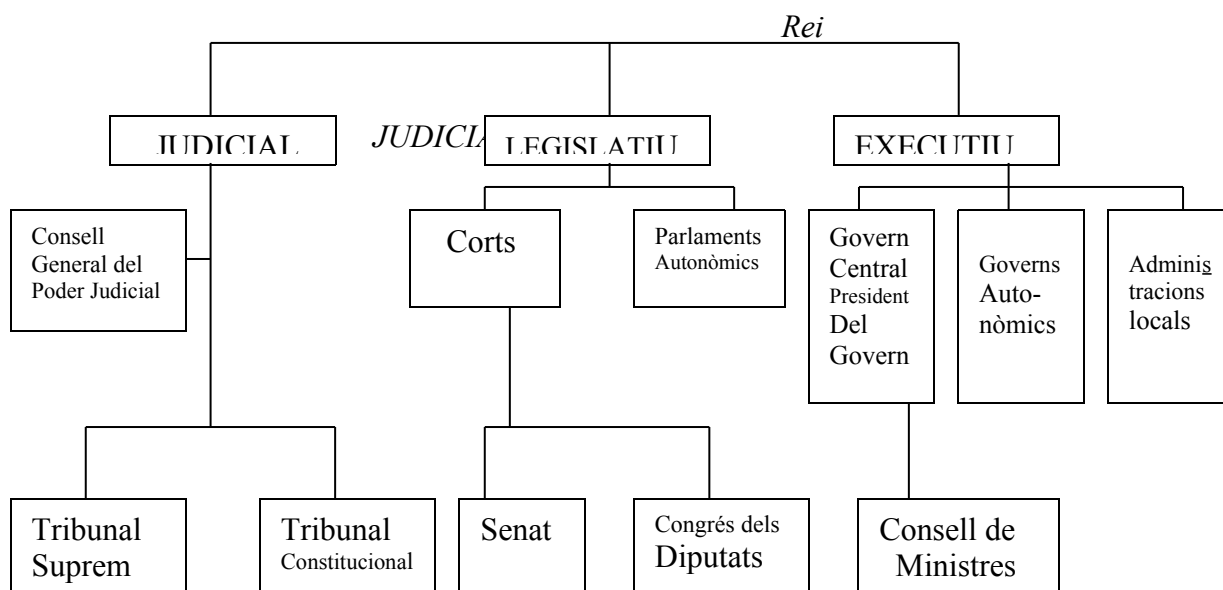 Rei
JUDICIAL
JUDICIA
LEGISLATIU
EXECUTIU
Consell
General del
Poder Judicial
Corts
Parlaments
Autonòmics
Govern
Central
President
Del
Govern
Governs
Auto-
nòmics
Adminis
tracions
locals
Tribunal
Suprem
Tribunal
Constitucional
Senat
Congrés dels
Diputats
Consell de
Ministres